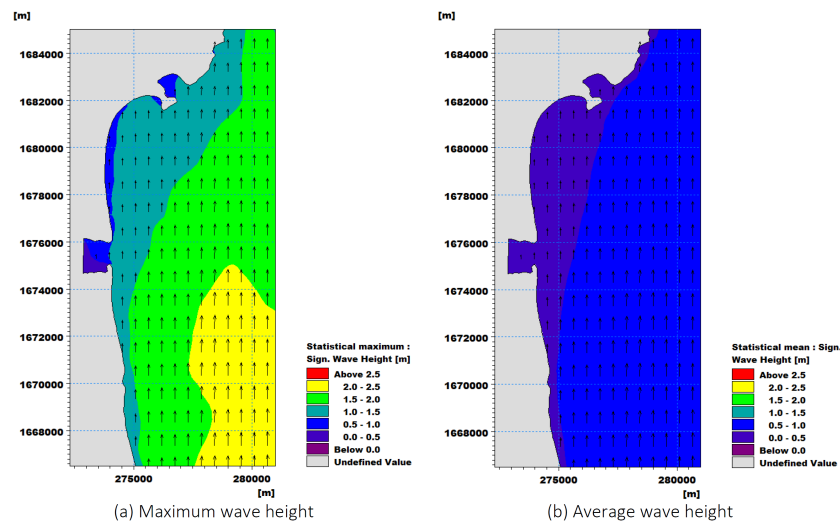 [m]
1684000
1682000
1680000
1678000
1676000
1674000
1672000
1670000
1668000
275000
280000
[m]
Statistical maximum :
Sign. Wave Height [m]
Above 2.5
2.0 - 2.5
1.5 - 2.0
1.0 - 1.5
0.5 - 1.0
0.0 - 0.5
Below 0.0
Undefined Value
(a) Maximum wave height
[m]
1684000
1682000
1680000
1678000
1676000
1674000
1672000
1670000
1668000
275000
280000
[m]
Statistical mean : Sign.
Wave Height [m]
Above 2.5
2.0 - 2.5
1.5 - 2.0
1.0 - 1.5
0.5 - 1.0
0.0 - 0.5
Below 0.0
Undefined Value
(b) Average wave height